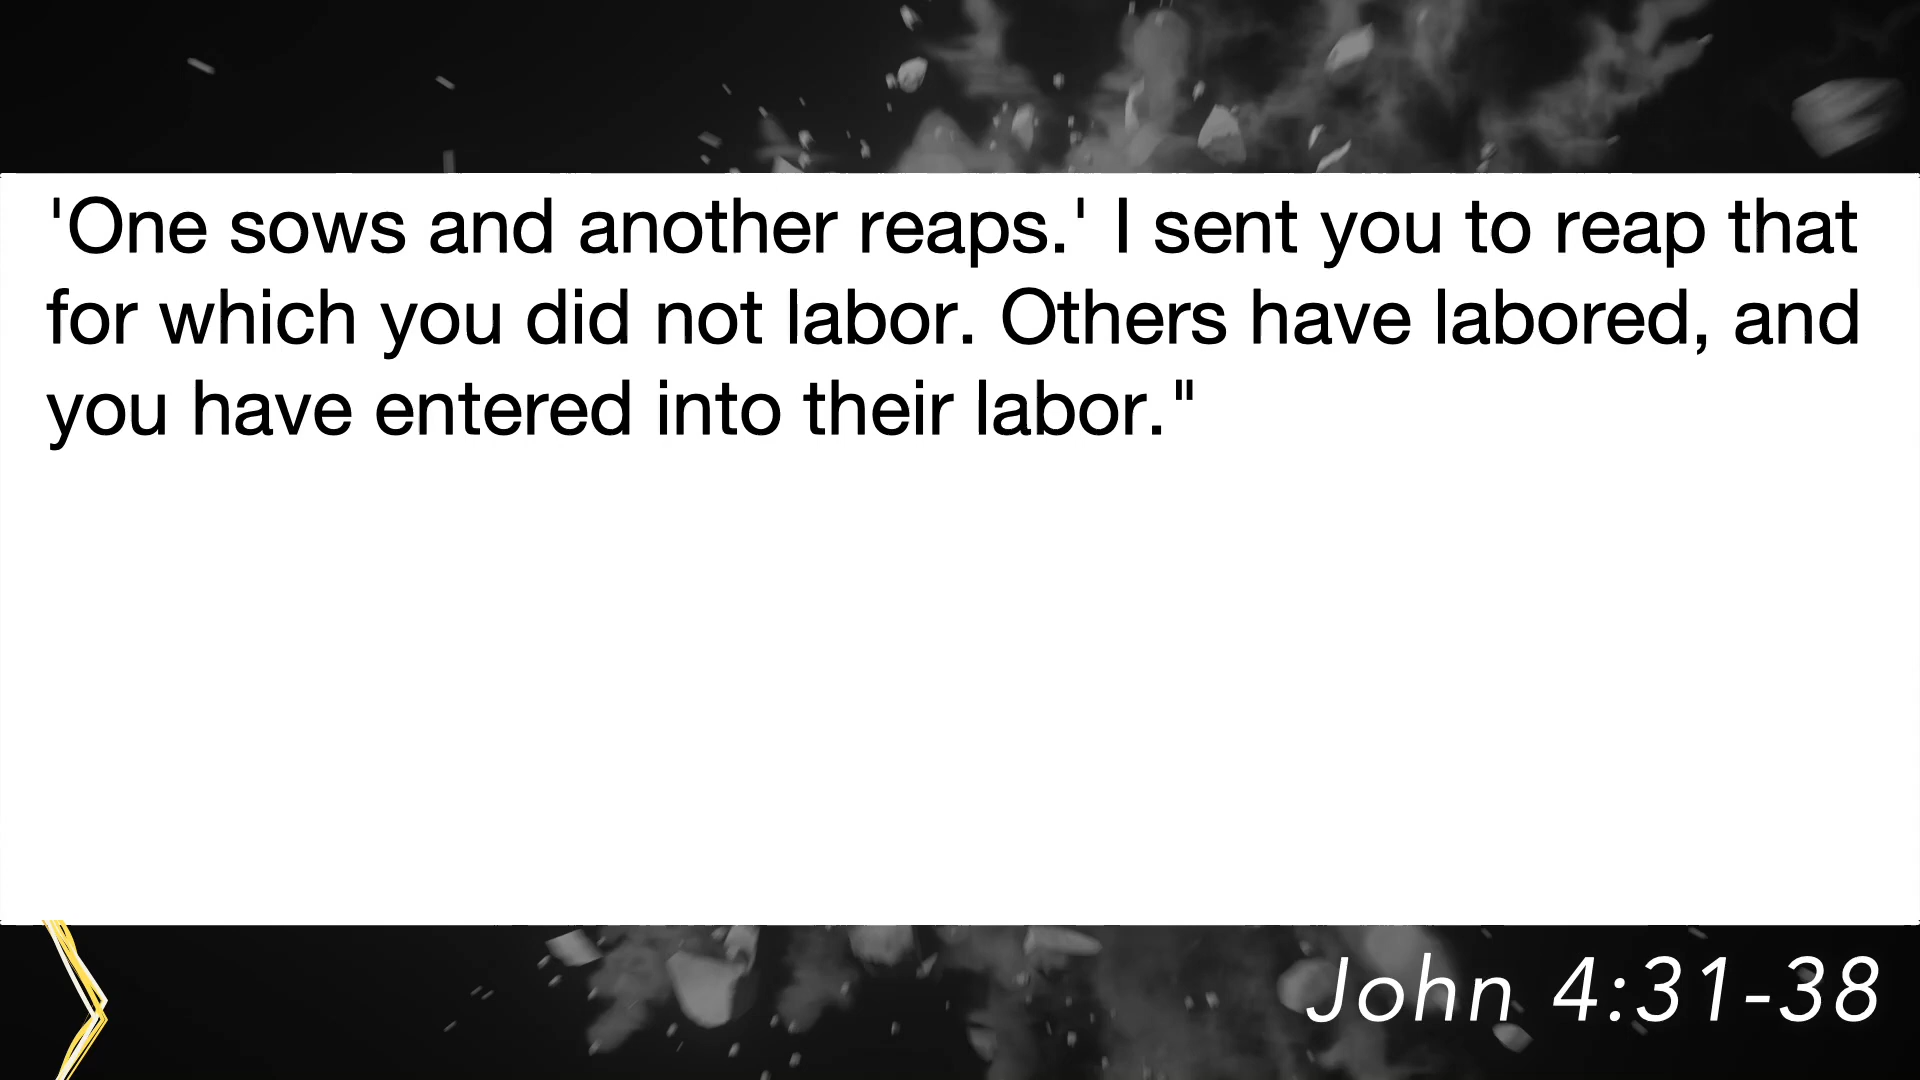 'One sows and another reaps.' I sent you to reap that
for which you did not labor. Others have labored, and
you have entered into their labor."
John 4:31-38